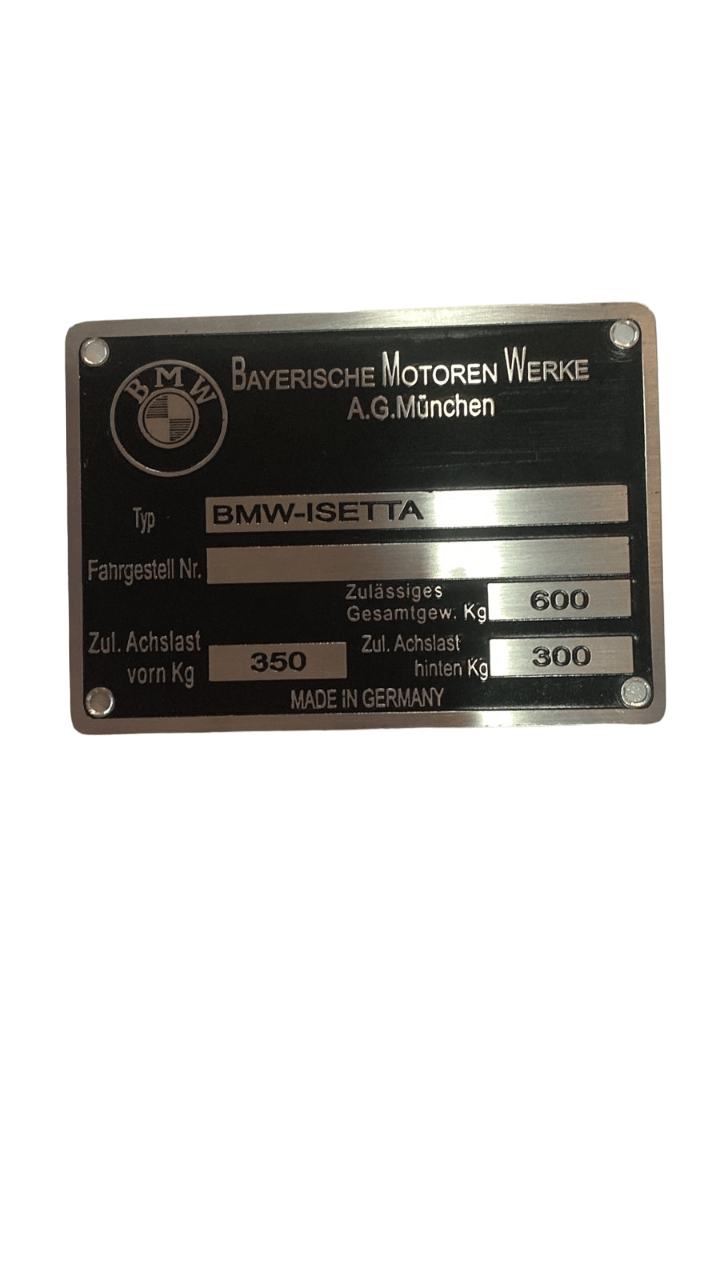 BMW
BAYERISCHE MOTOREN WERKE
A.G.München
Typ BMW-ISETTA
Fahrgestell Nr.
Zulässiges
Gesamtgew. Kg 600
Zul. Achslast
vorn Kg 350
Zul. Achslast
hinten Kg 300
MADE IN GERMANY